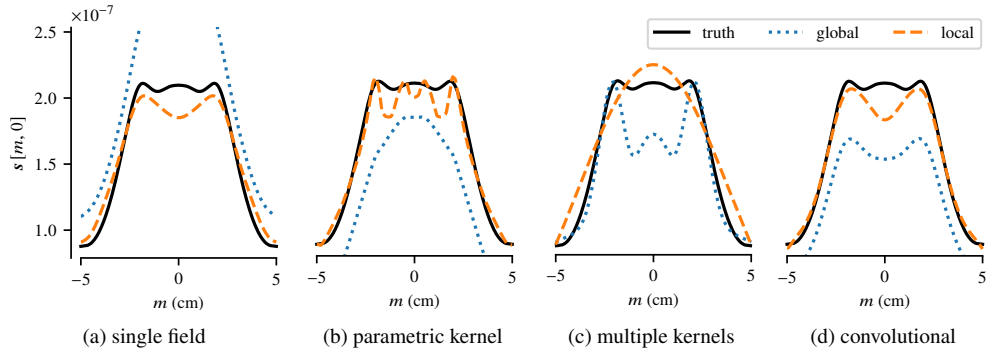 ×10⁻⁷
truth global local
2.5
2.0
1.5
1.0
s [m, 0]
−5 0 5
−5 0 5
−5 0 5
−5 0 5
m (cm)
m (cm)
m (cm)
m (cm)
(a) single field
(b) parametric kernel
(c) multiple kernels
(d) convolutional